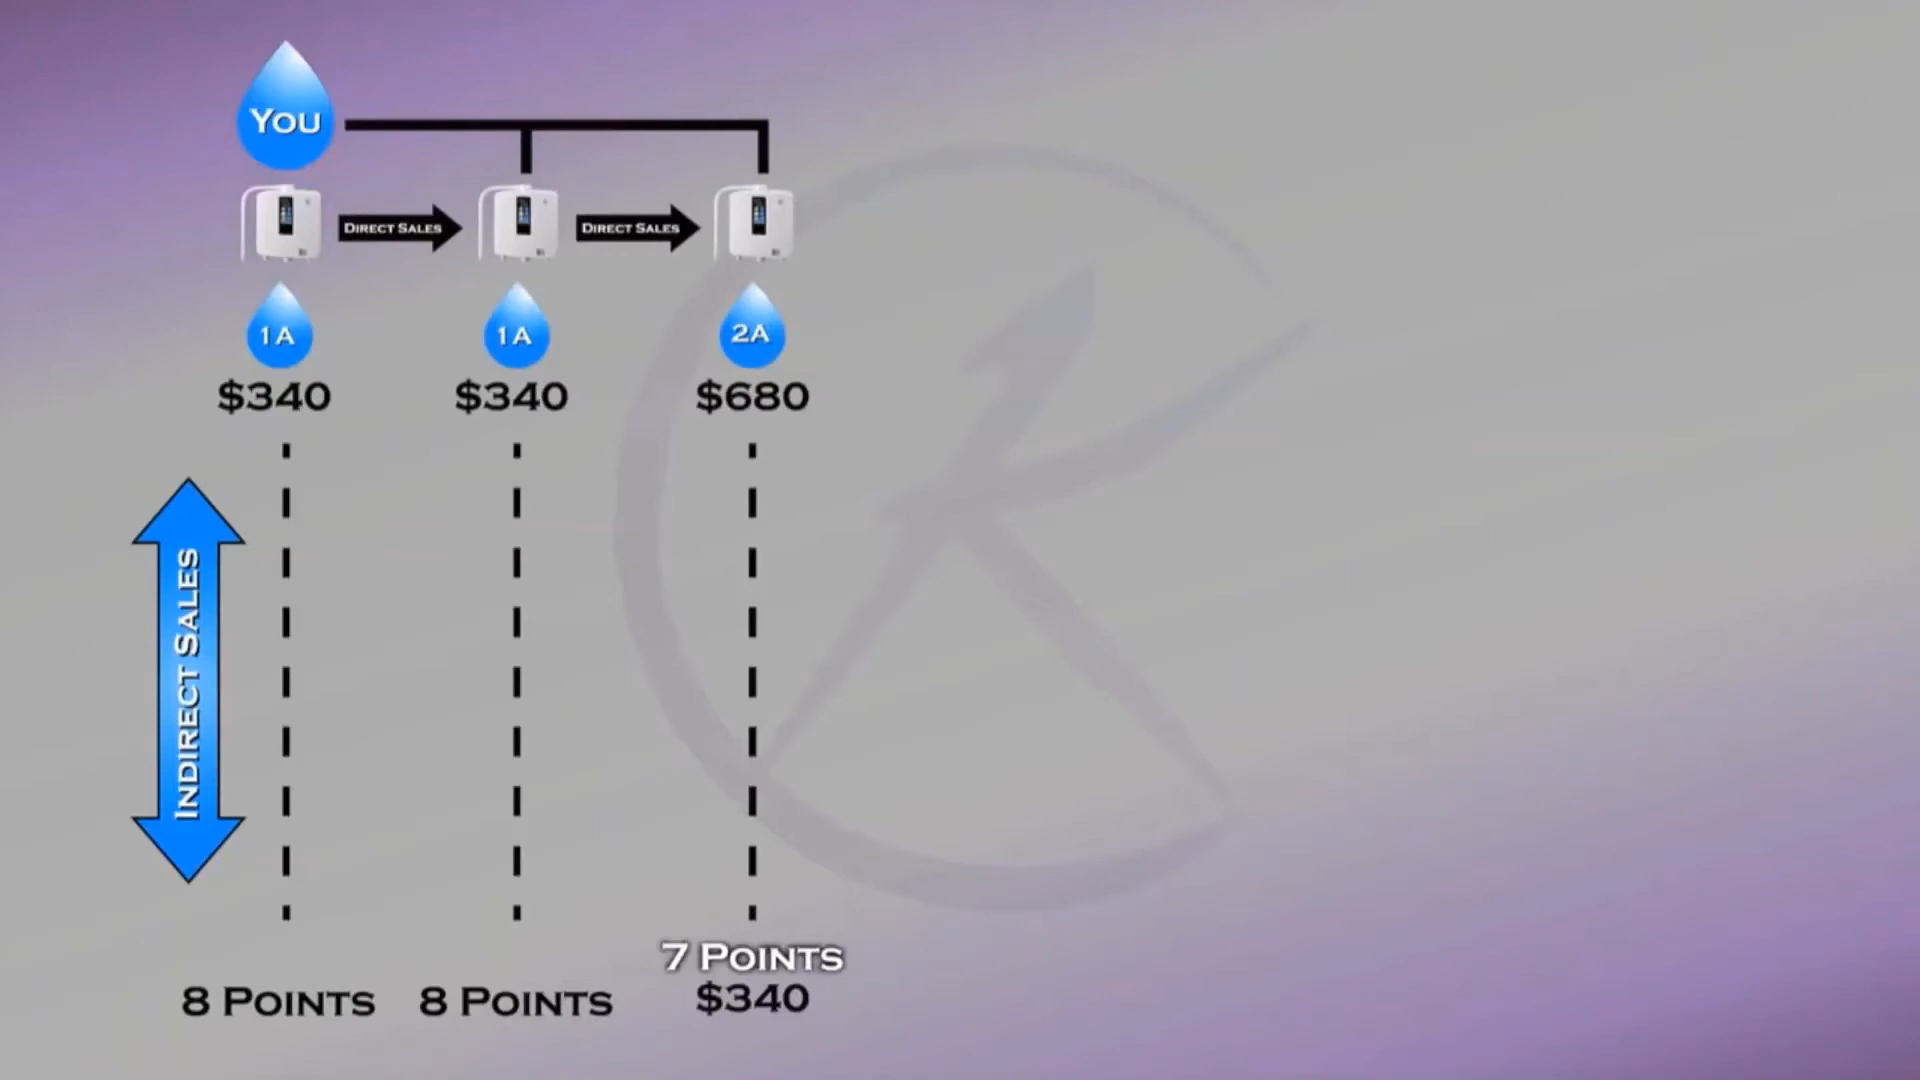 You
Direct Sales
Direct Sales
1A
1A
2A
$340
$340
$680
Indirect Sales
7 Points
8 Points
8 Points
$340